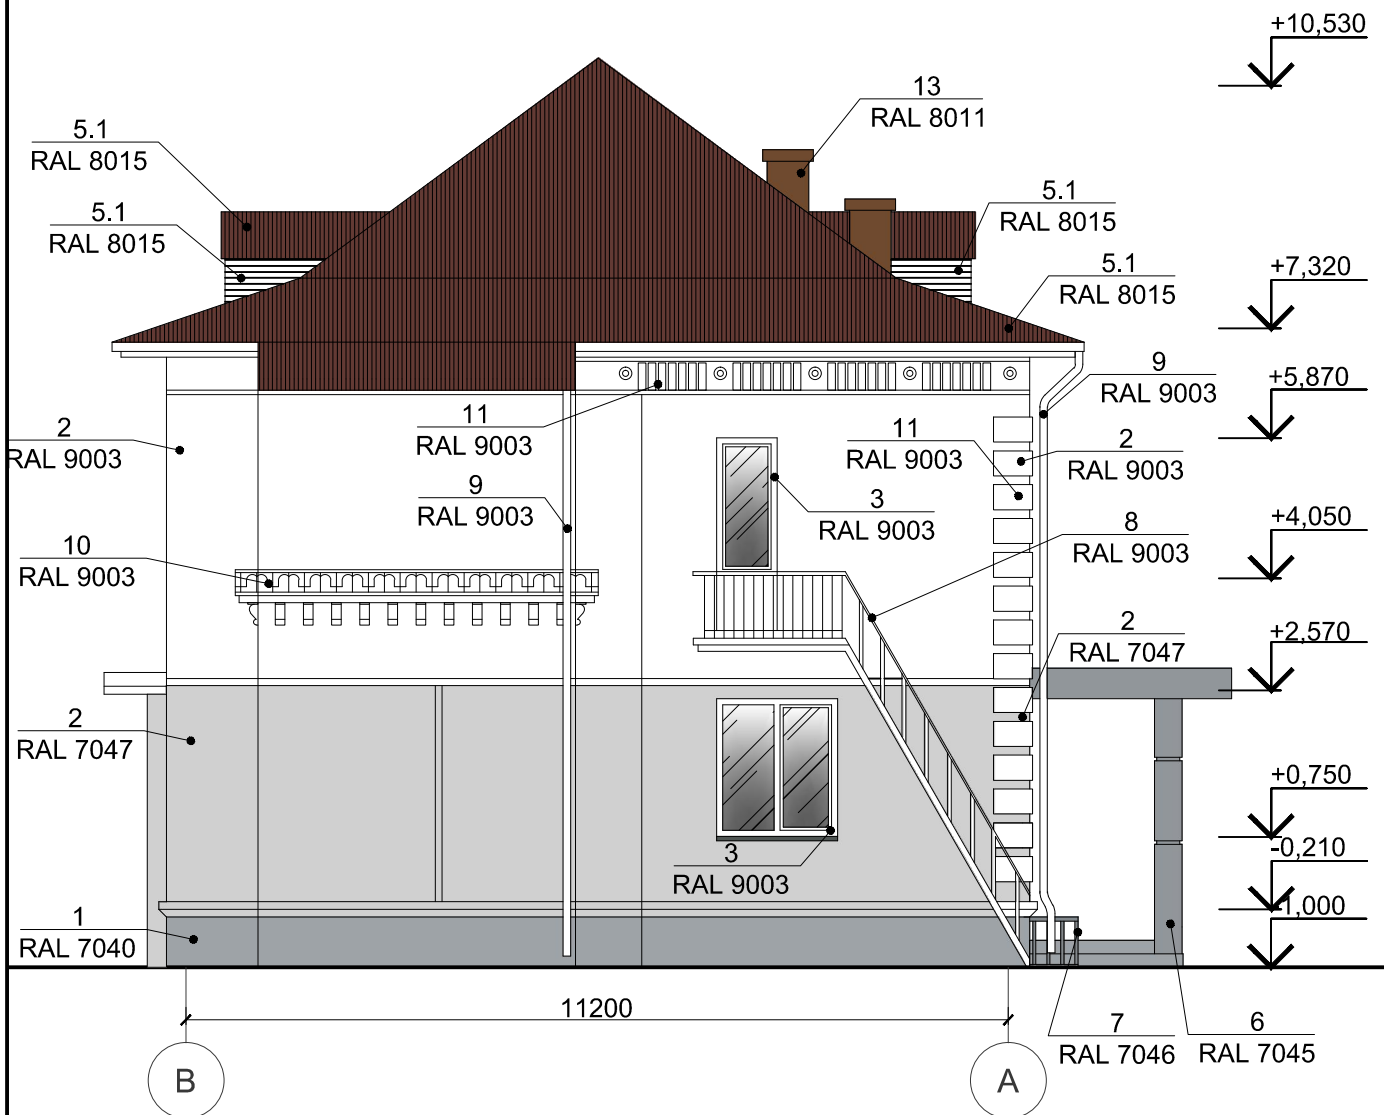 +10,530
13
RAL 8011
5.1
RAL 8015
5.1
RAL 8015
5.1
RAL 8015
5.1
RAL 8015
+7,320
9
RAL 9003
+5,870
11
RAL 9003
11
RAL 9003
2
RAL 9003
2
RAL 9003
9
RAL 9003
3
RAL 9003
8
RAL 9003
+4,050
10
RAL 9003
2
RAL 7047
+2,570
2
RAL 7047
+0,750
3
RAL 9003
-0,210
1
RAL 7040
-1,000
11200
7
RAL 7046
6
RAL 7045
В
А